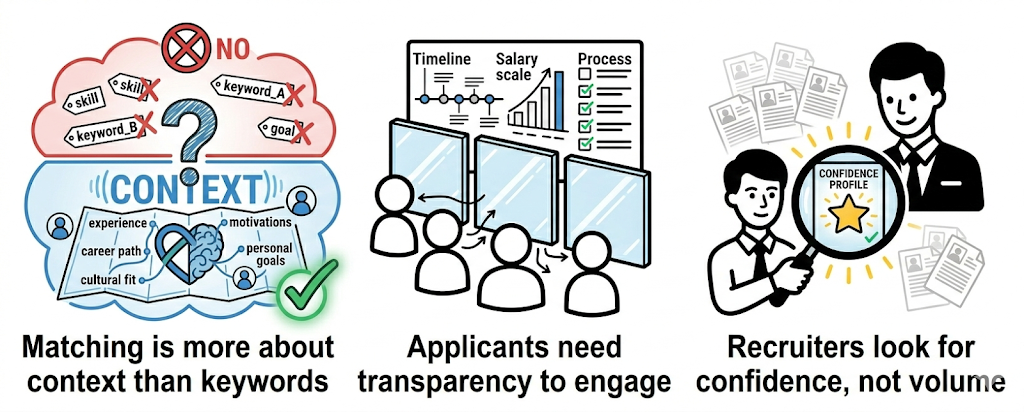 NO
skill
skill
keyword_A
keyword_B
goal
?
CONTEXT
experience
motivations
career path
personal
goals
cultural fit
Matching is more about
context than keywords
Timeline
Salary
scale
Process
Applicants need
transparency to engage
CONFIDENCE
PROFILE
Recruiters look for
confidence, not volume